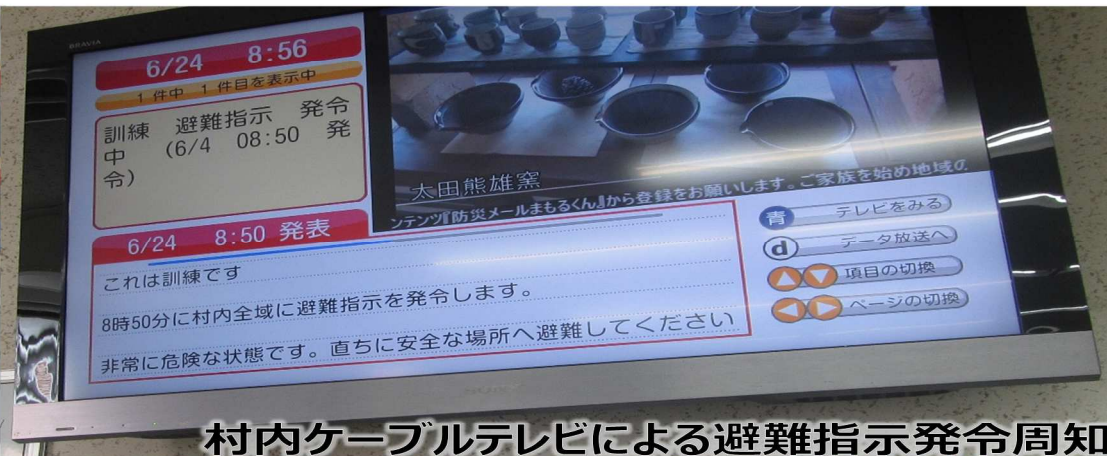 BRAVIA
6/24 8:56
1 件中 1 件目を表示中
訓練 避難指示 発令
中 (6/4 08:50 発
令)
太田熊雄窯
ンテンツ『防災メールまもるくん』から登録をお願いします。ご家族を始め地域の
6/24 8:50 発表
これは訓練です
8時50分に村内全域に避難指示を発令します。
非常に危険な状態です。直ちに安全な場所へ避難してください
青 テレビをみる
d データ放送へ
項目の切換
ページの切換
村内ケーブルテレビによる避難指示発令周知